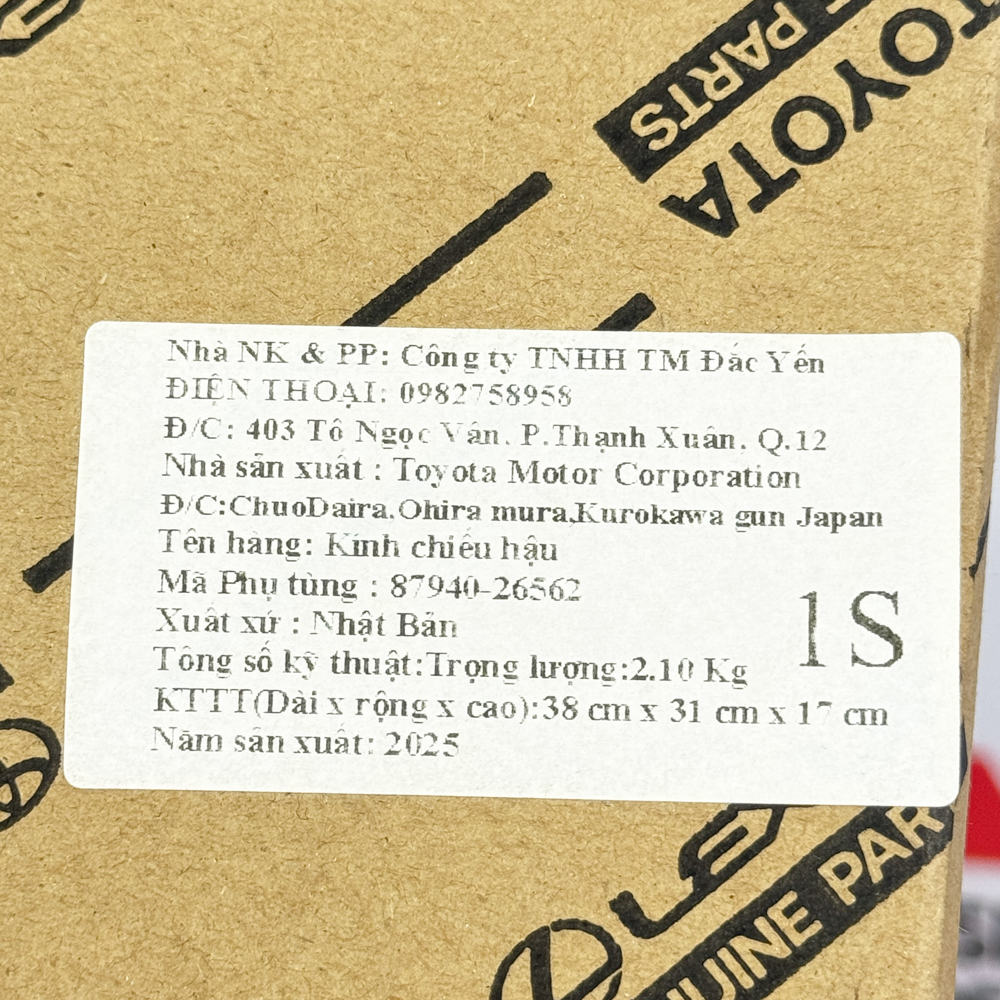 PARTS
TOYOTA
Nhà NK & PP: Công ty TNHH TM Đắc Yến
ĐIỆN THOẠI: 0982758958
Đ/C: 403 Tô Ngọc Vân. P.Thạnh Xuân. Q.12
Nhà sản xuất : Toyota Motor Corporation
Đ/C:ChuoDaira.Ohira mura,Kurokawa gun Japan
Tên hàng: Kính chiếu hậu
Mã Phụ tùng : 87940-26562
Xuất xứ : Nhật Bản
1S
Tông số kỹ thuật:Trọng lượng:2.10 Kg
KTTT(Dài x rộng x cao):38 cm x 31 cm x 17 cm
Năm sản xuất: 2025
LE
UINE PAR